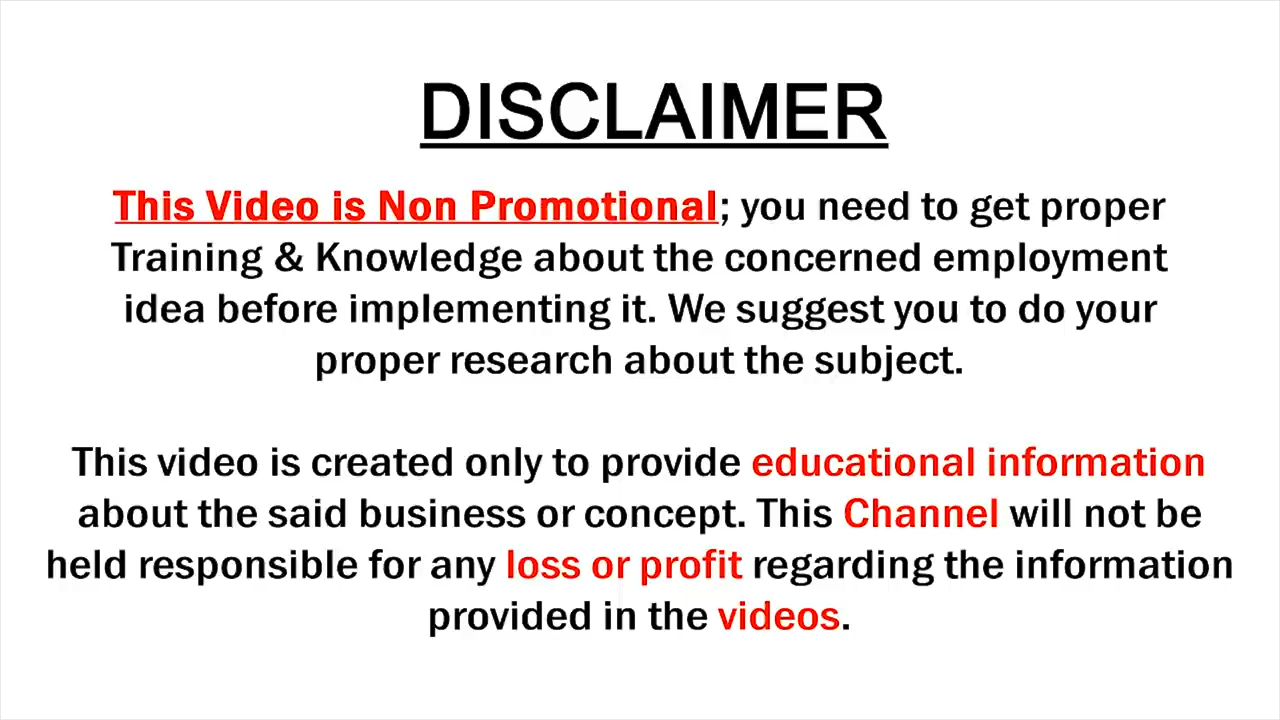 DISCLAIMER
This Video is Non Promotional; you need to get proper
Training & Knowledge about the concerned employment
idea before implementing it. We suggest you to do your
proper research about the subject.
This video is created only to provide educational information
about the said business or concept. This Channel will not be
held responsible for any loss or profit regarding the information
provided in the videos.